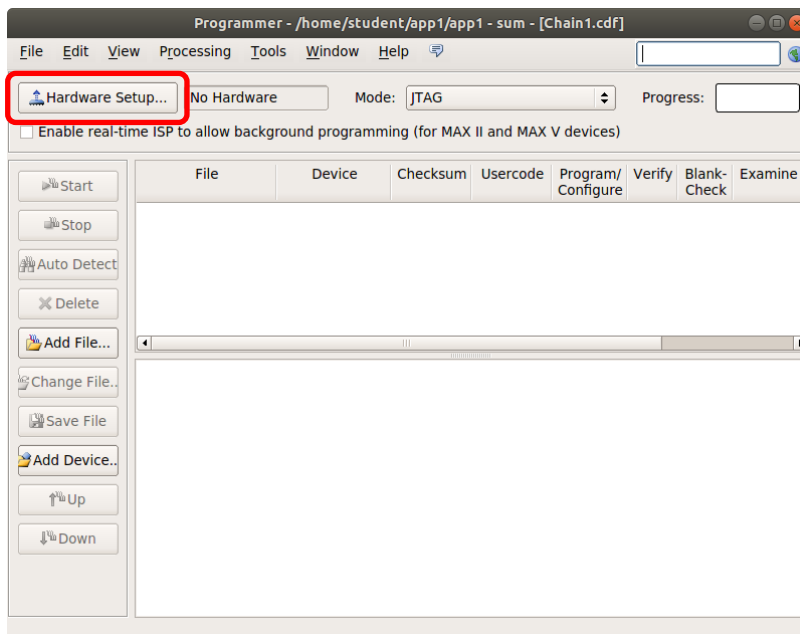 Programmer - /home/student/app1/app1 - sum - [Chain1.cdf]
File Edit View Processing Tools Window Help
Hardware Setup... No Hardware Mode: JTAG Progress:
Enable real-time ISP to allow background programming (for MAX II and MAX V devices)
File Device Checksum Usercode Program/ Configure Verify Blank- Check Examine
Start
Stop
Auto Detect
Delete
Add File...
Change File..
Save File
Add Device..
Up
Down